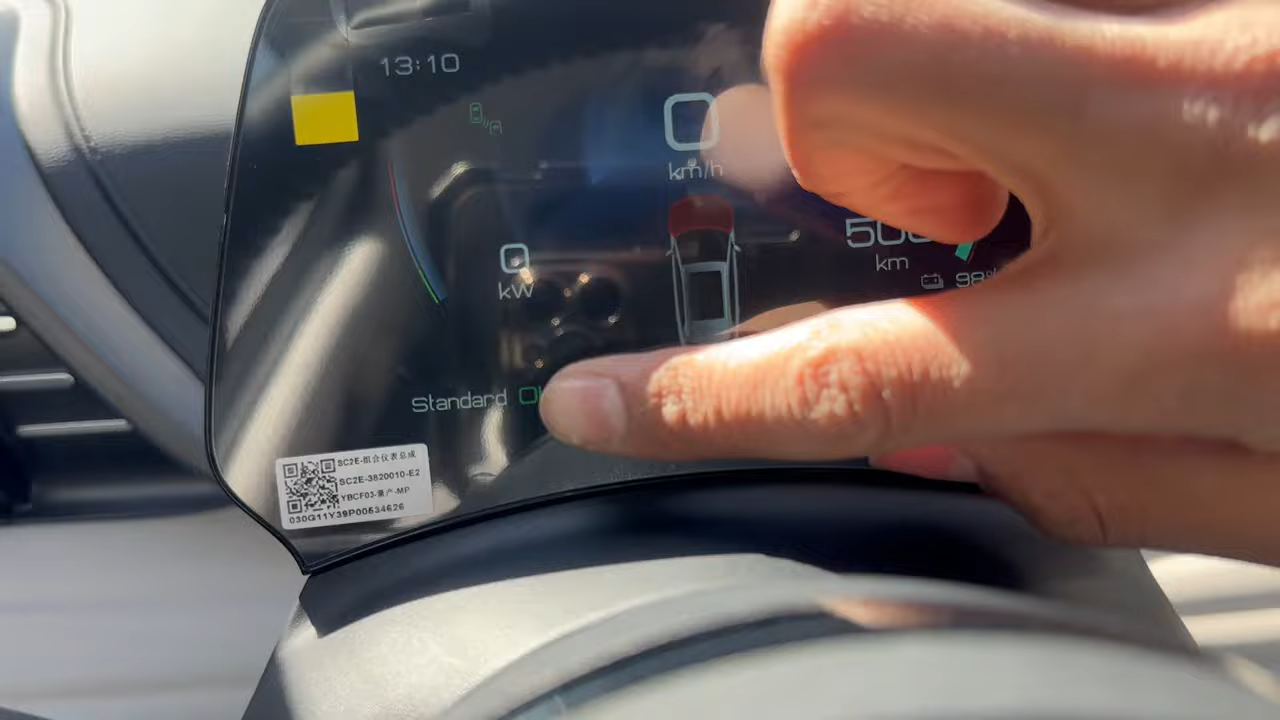 13:10
0
km/h
km
98%
0
kW
Standard
SC2E-组合仪表总成
SC2E-3820010-E2
YBCF03-量产-MP
030G11Y39P00534626